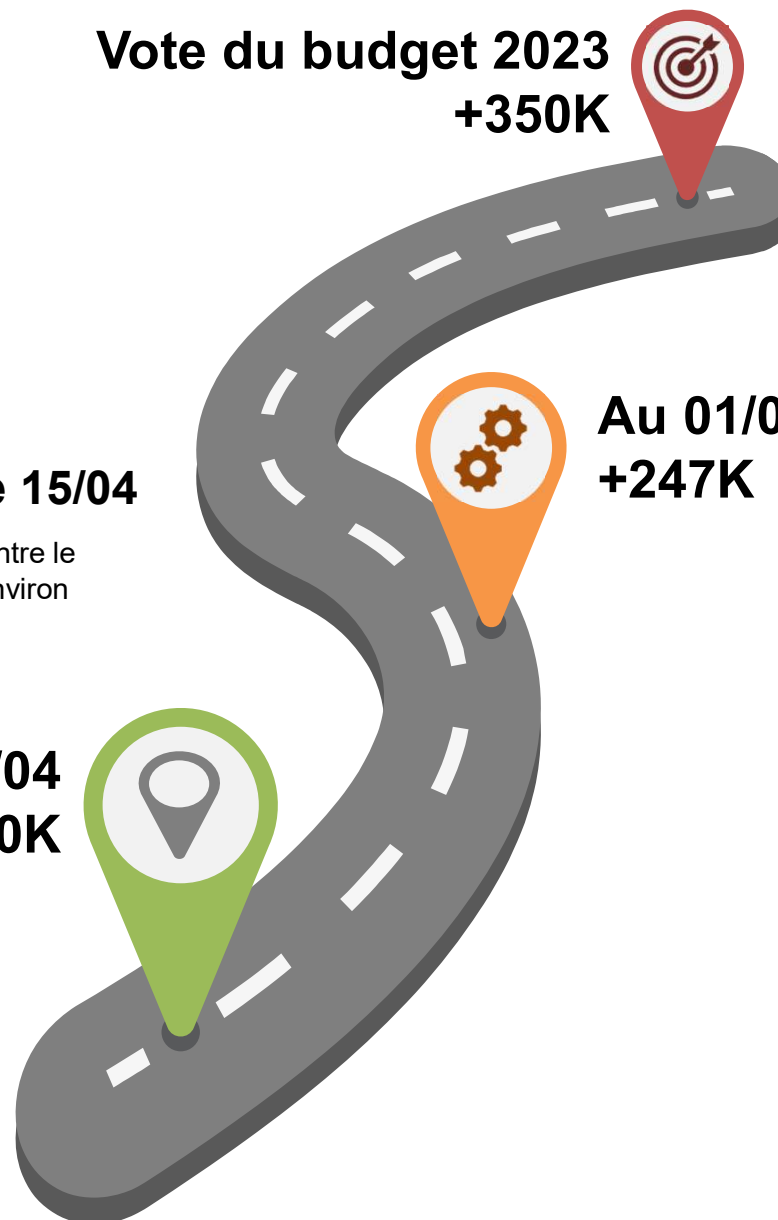 Vote du budget 2023
+350K
Au 01/0
+247K
15/04
ntre le
nviron
/04
0K